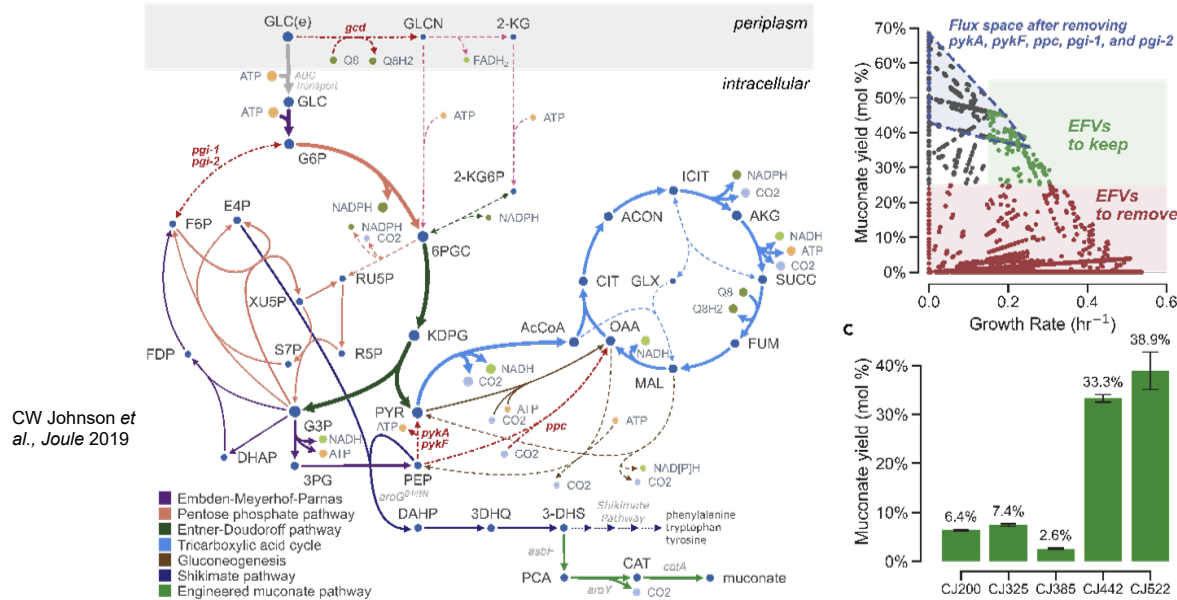 GLC(e)
gcd
GLCN
2-KG
periplasm
Q8
Q8H2
FADH2
intracellular
ATP
ABC
Transport
GLC
ATP
ATP
ATP
G6P
pgi-1
pgi-2
2-KG6P
NADPH
NADPH
NADPH
CO2
F6P
E4P
6PGC
RU5P
XU5P
S7P
R5P
FDP
KDPG
ICIT
NADPH
CO2
ACON
AKG
NADH
ATP
CO2
CIT
GLX
SUCC
Q8
Q8H2
AcCoA
OAA
NADH
FUM
MAL
NADH
CO2
PYR
ATP
CO2
ATP
pykA
pykF
ppc
ATP
CO2
G3P
NADH
ATP
DHAP
3PG
PEP
CO2
NAD[P]H
CO2
CW Johnson et
al., Joule 2019
Embden-Meyerhof-Parnas
Pentose phosphate pathway
Entner-Doudoroff pathway
Tricarboxylic acid cycle
Gluconeogenesis
Shikimate pathway
Engineered muconate pathway
DAHP
3DHQ
3-DHS
Shikimate
Pathway
phenylalanine
tryptophan
tyrosine
asbF
PCA
aroY
CAT
CO2
catA
muconate
Muconate yield (mol %)
70%
60%
50%
40%
30%
20%
10%
0%
Flux space after removing
pykA, pykF, ppc, pgi-1, and pgi-2
EFVs
to keep
EFVs
to remove
0.0
0.2
0.4
0.6
Growth Rate (hr−1)
C
Muconate yield (mol %)
40%
30%
20%
10%
0%
6.4%
7.4%
2.6%
33.3%
38.9%
CJ200
CJ325
CJ385
CJ442
CJ522